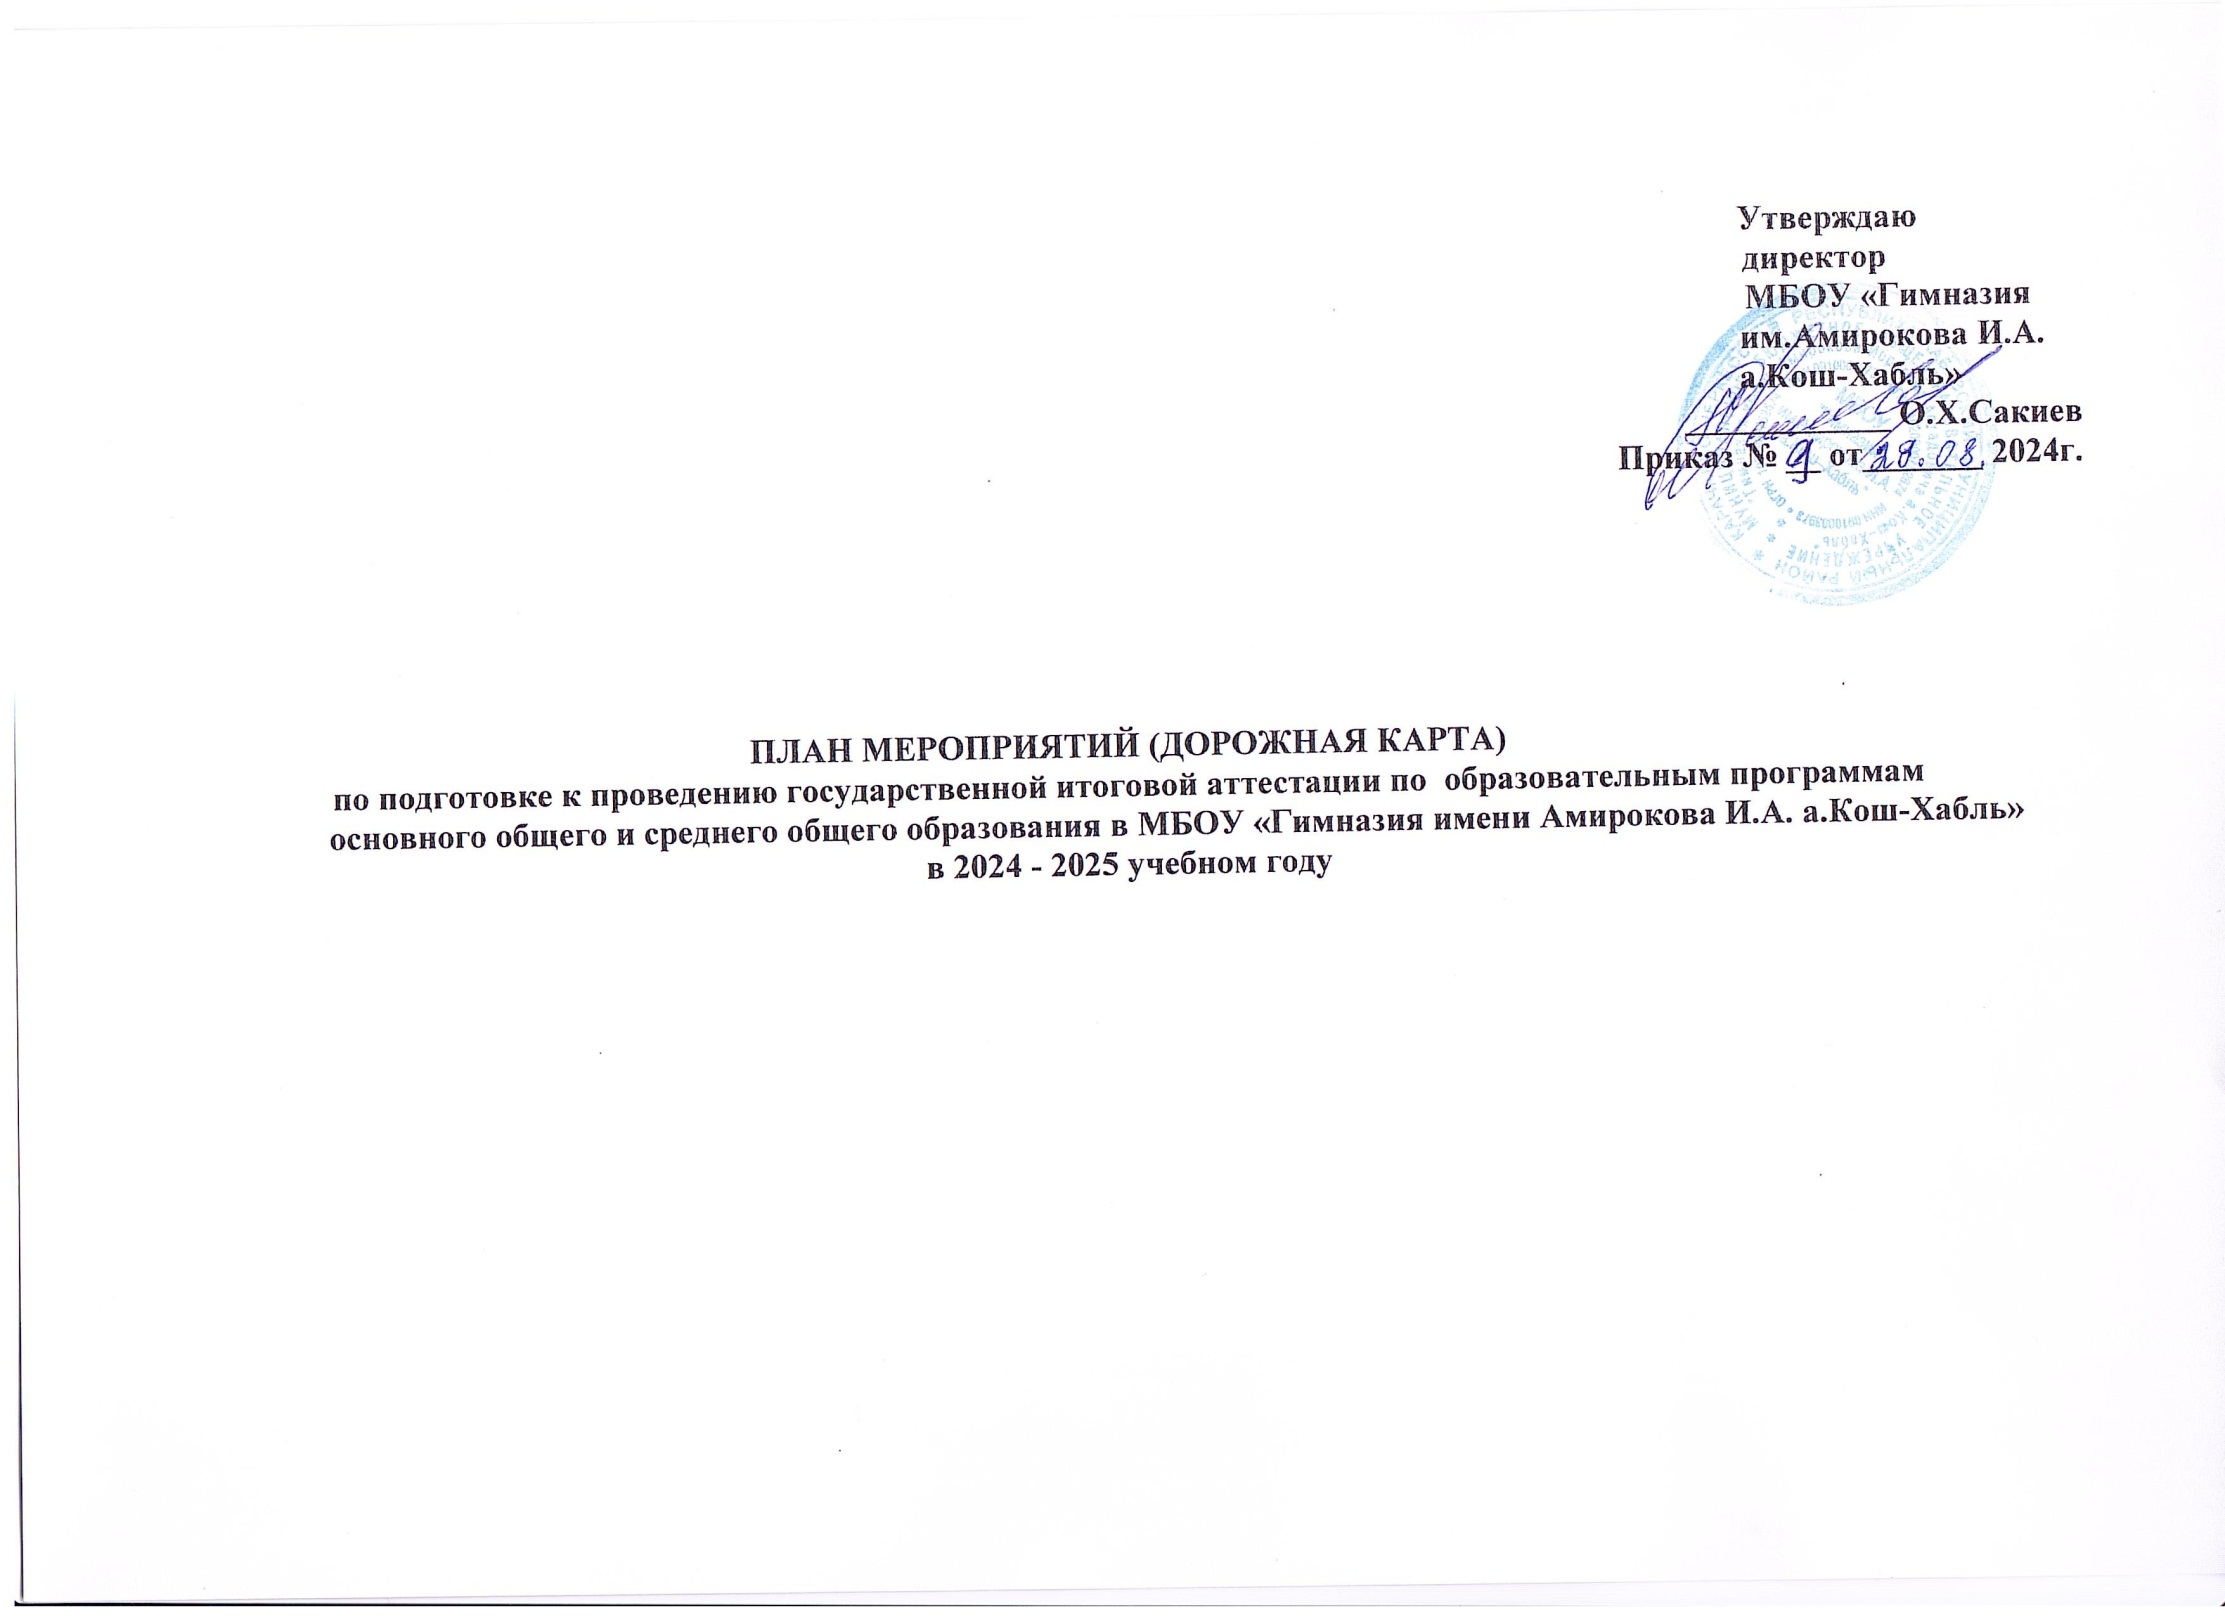 Утверждаю
директор
МБОУ «Гимназия
им.Амирокова И.А.
а.Кош-Хабль»
О.Х.Сакиев
Приказ № 9 от 29.08. 2024г.
ПЛАН МЕРОПРИЯТИЙ (ДОРОЖНАЯ КАРТА)
по подготовке к проведению государственной итоговой аттестации по образовательным программам
основного общего и среднего общего образования в МБОУ «Гимназия имени Амирокова И.А. а.Кош-Хабль»
в 2024 - 2025 учебном году